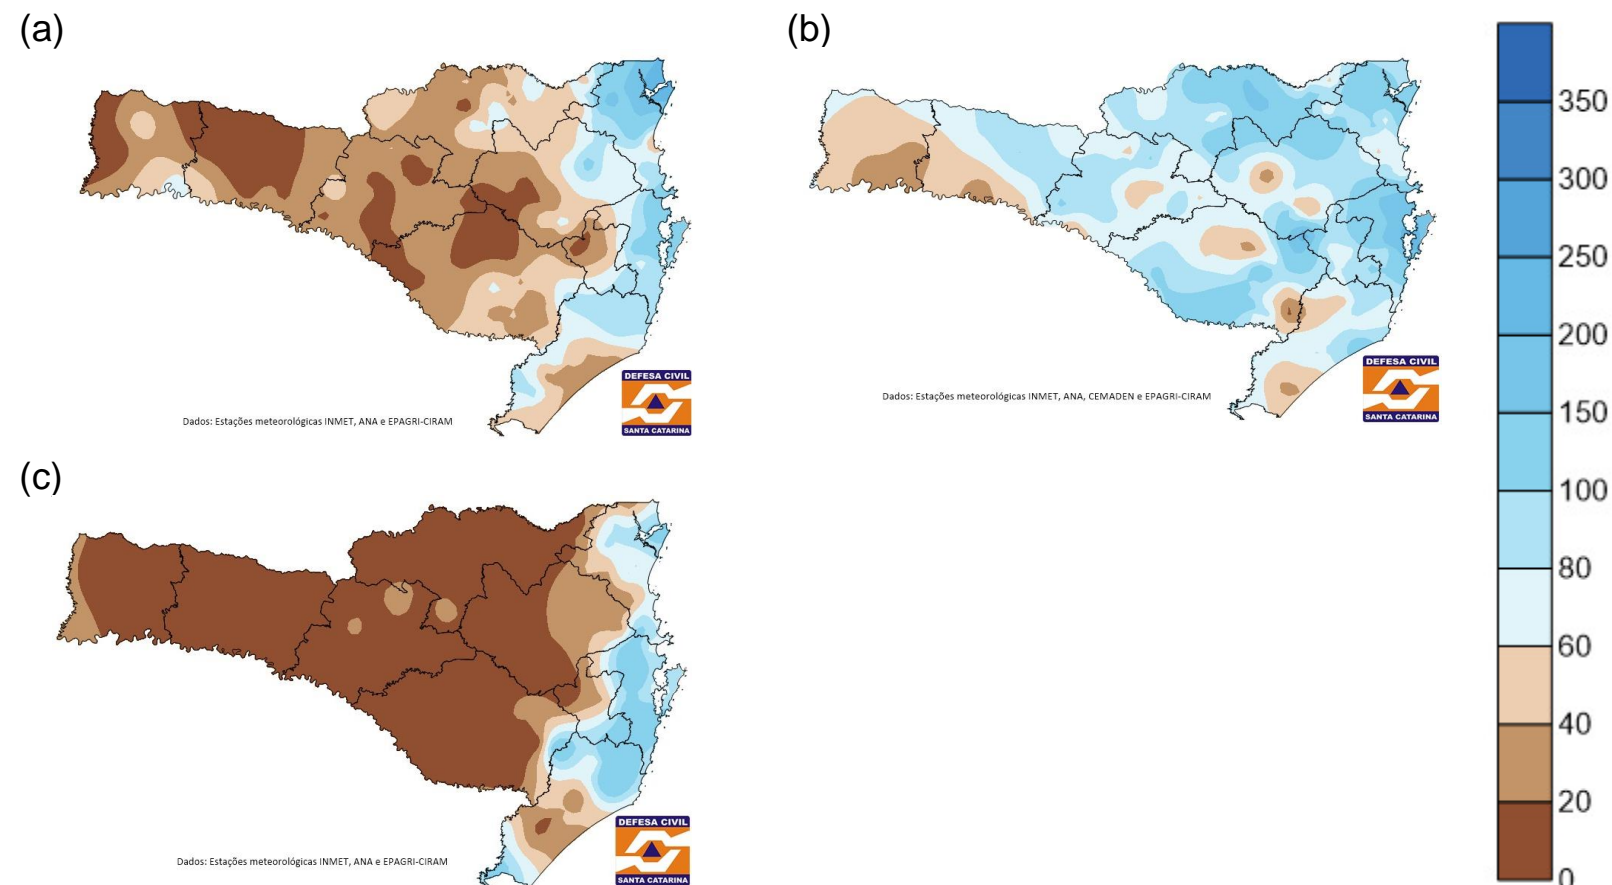 (a)
(b)
350
300
250
200
150
100
80
60
40
20
0
DEFESA CIVIL
SANTA CATARINA
Dados: Estações meteorológicas INMET, ANA e EPAGRI-CIRAM
DEFESA CIVIL
SANTA CATARINA
Dados: Estações meteorológicas INMET, ANA, CEMADEN e EPAGRI-CIRAM
(c)
DEFESA CIVIL
SANTA CATARINA
Dados: Estações meteorológicas INMET, ANA e EPAGRI-CIRAM